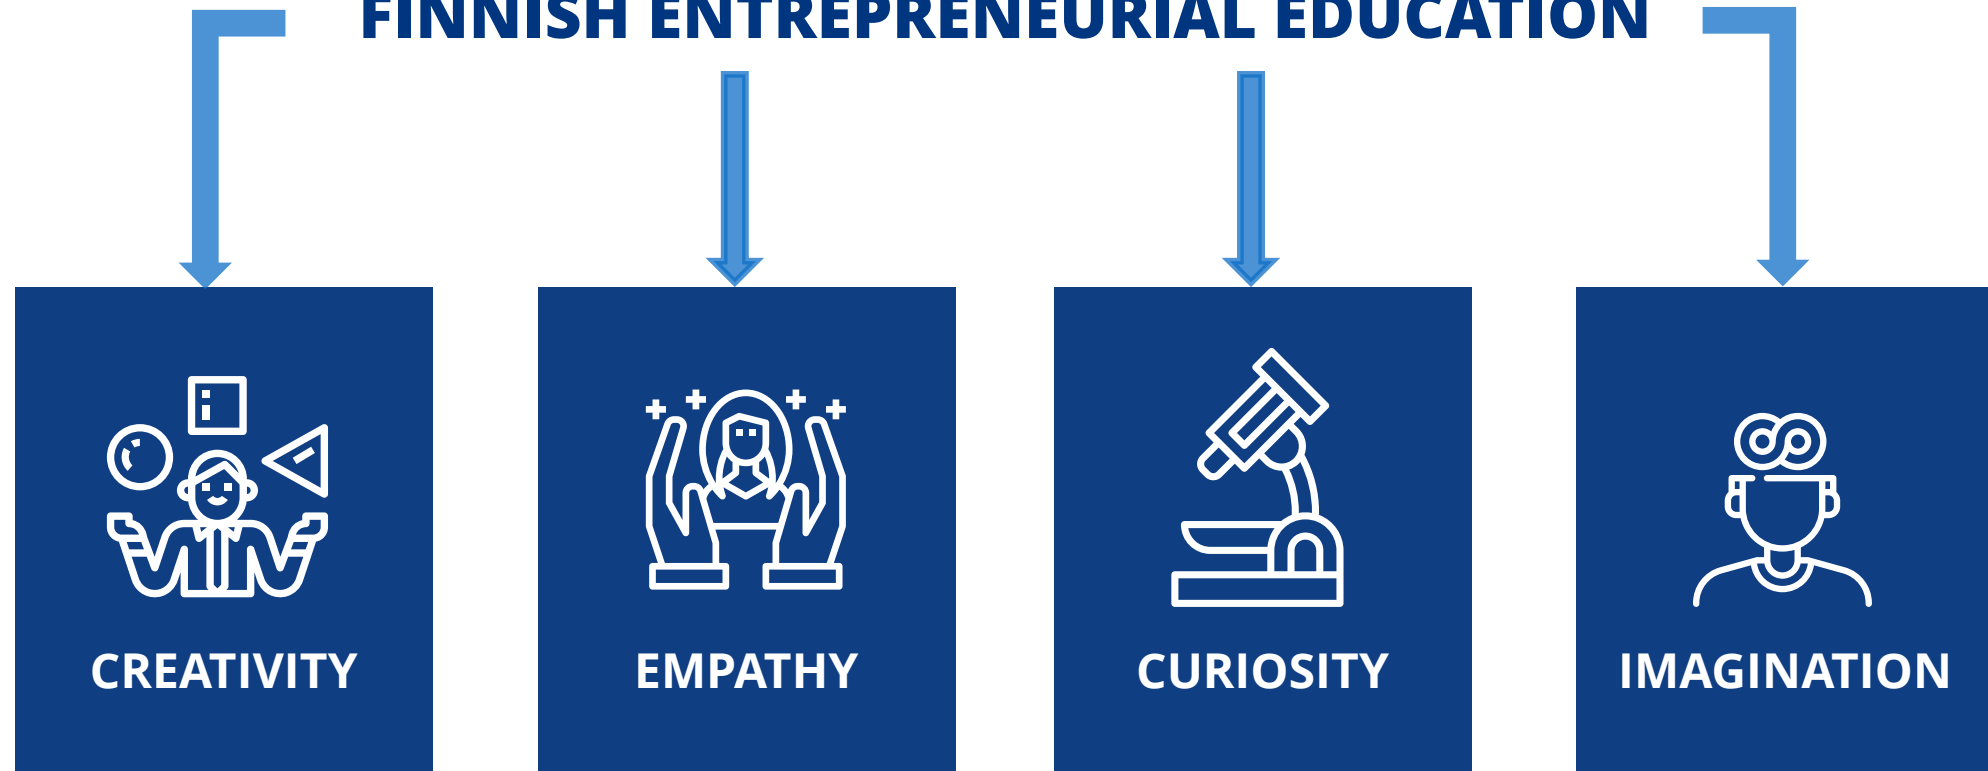 FINNISH ENTREPRENEURIAL EDUCATION
CREATIVITY
EMPATHY
CURIOSITY
IMAGINATION